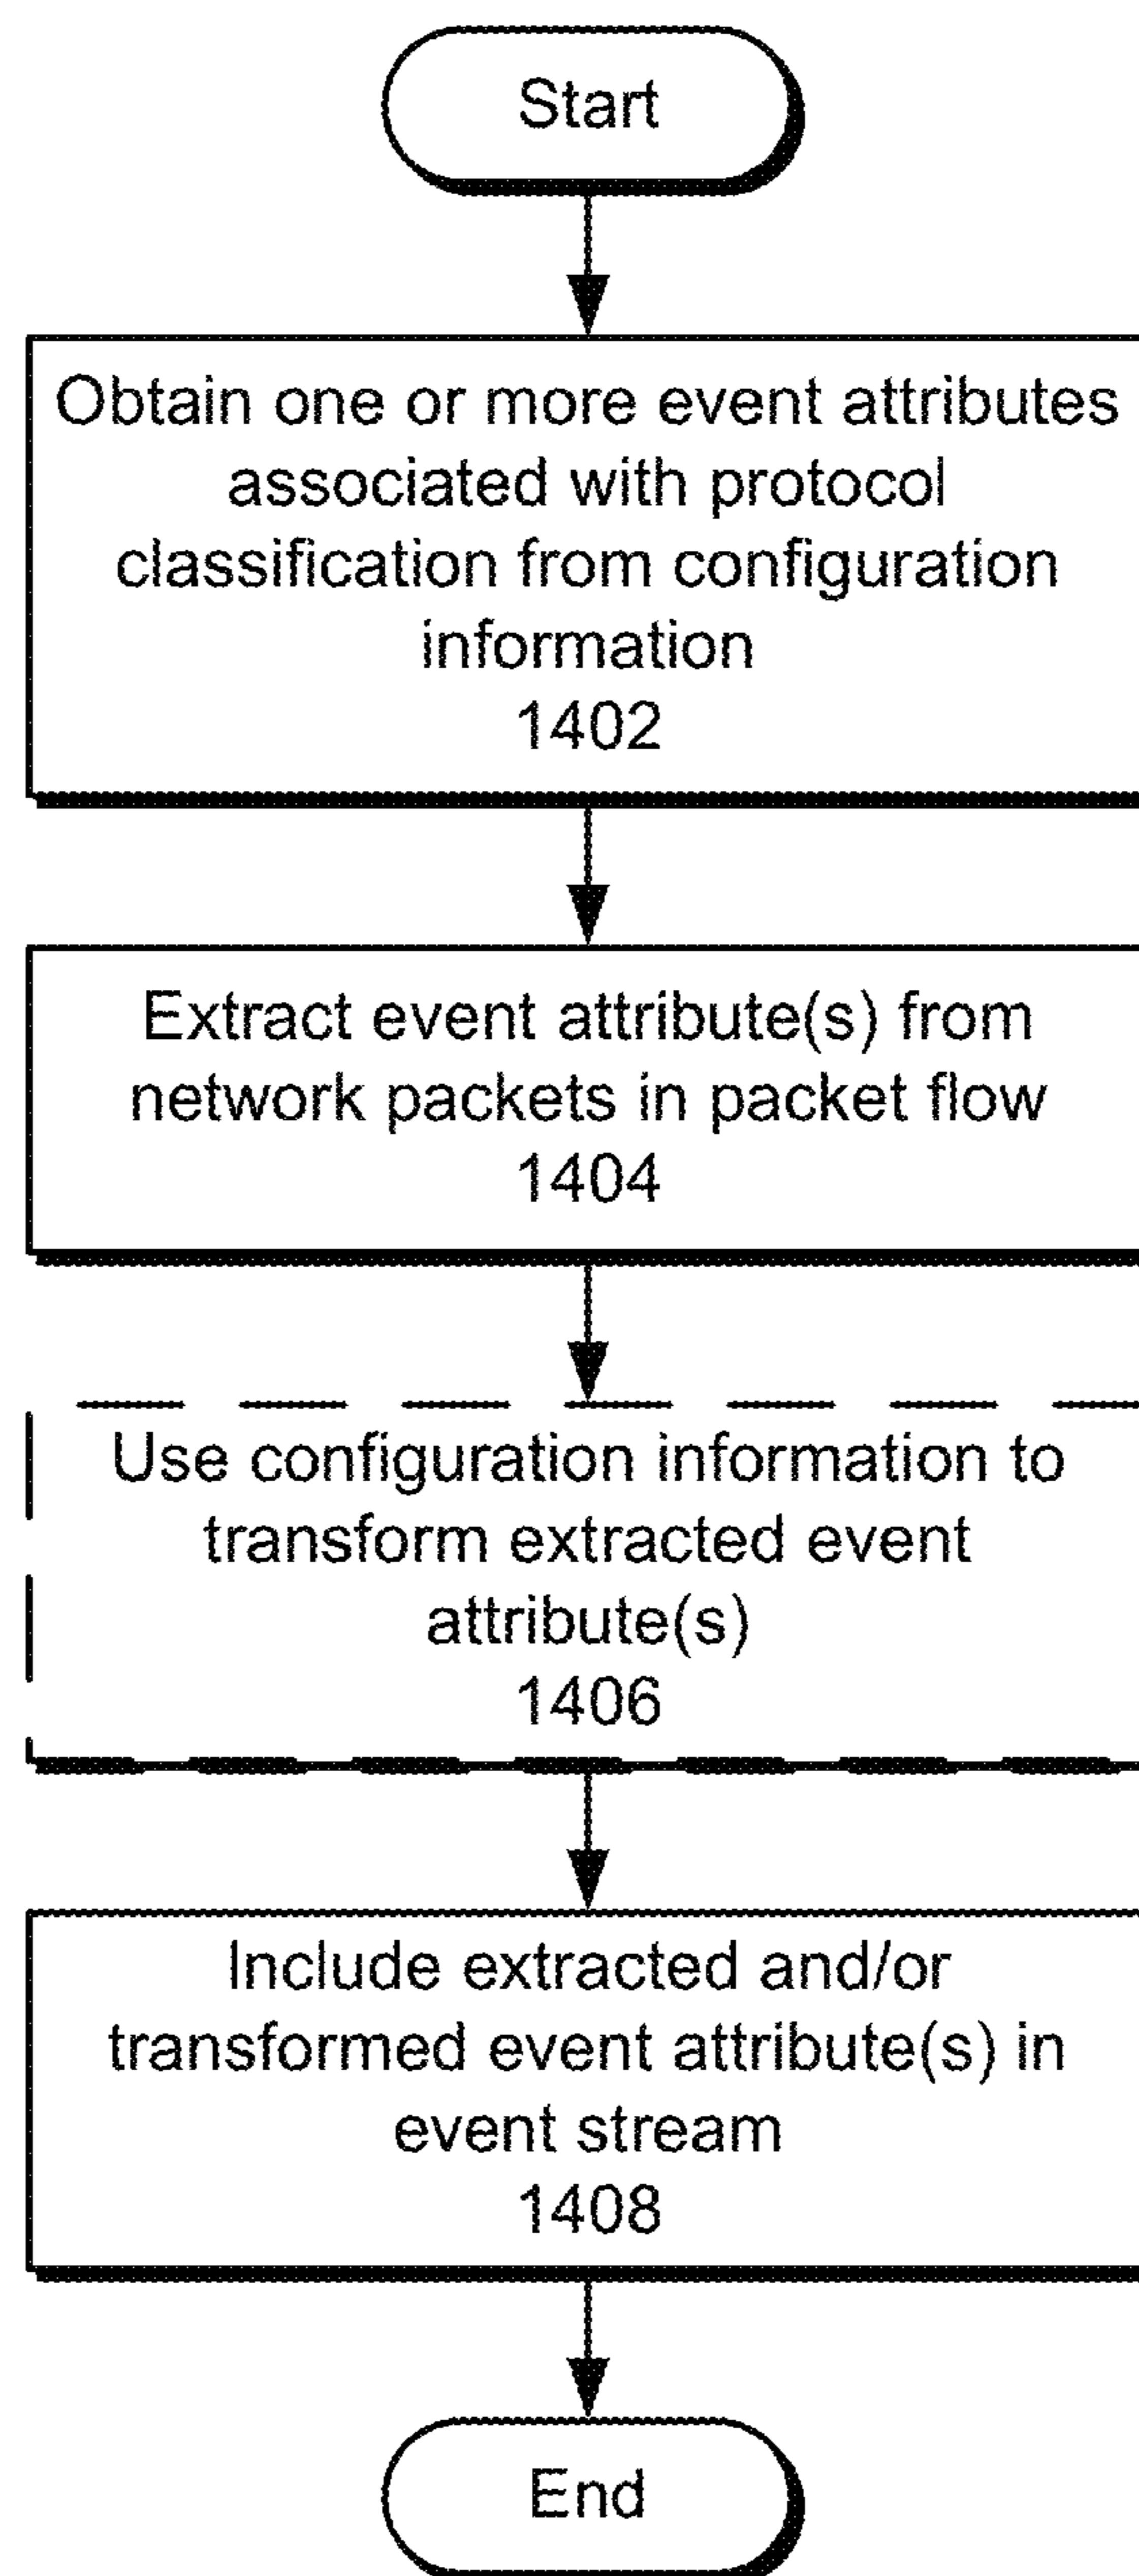 Start
Obtain one or more event attributes
associated with protocol
classification from configuration
information
1402
Extract event attribute(s) from
network packets in packet flow
1404
Use configuration information to
transform extracted event
attribute(s)
1406
Include extracted and/or
transformed event attribute(s) in
event stream
1408
End